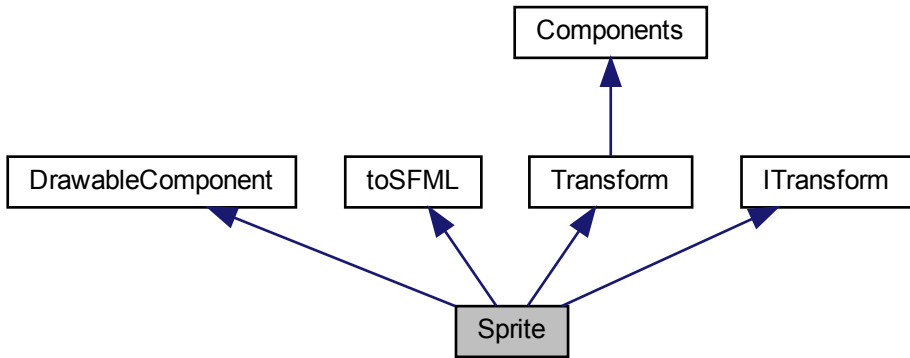 Components
DrawableComponent
toSFML
Transform
ITransform
Sprite